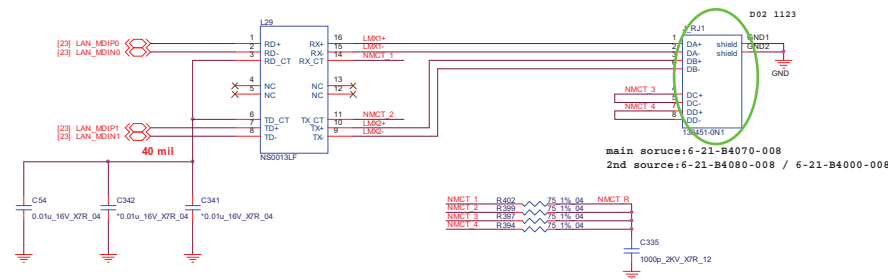 D02 1123
L29
J_RJ1
[23] LAN_MDIP0
[23] LAN_MDIN0
1 RD+ RX+ 16 LMX1+
2 RD- RX- 15 LMX1-
3 RD_CT RX_CT 14 NMCT_1
4 NC NC 13
5 NC NC 12
6 TD_CT TX_CT 11 NMCT_2
7 TD+ TX+ 10 LMX2+
8 TD- TX- 9 LMX2-
NS0013LF
[23] LAN_MDIP1
[23] LAN_MDIN1
40 mil
1 DA+ shield GND1
2 DA- shield GND2
3 DB+
6 DB-
GND
NMCT_3 4 DC+
5 DC-
NMCT_4 7 DD+
8 DD-
main soruce:6-21-B4070-008
2nd source:6-21-B4080-008 / 6-21-B4000-008
C54
0.01u_16V_X7R_04
C342
*0.01u_16V_X7R_04
C341
*0.01u_16V_X7R_04
NMCT_1 R402 75_1%_04 NMCT_R
NMCT_2 R399 75_1%_04
NMCT_3 R397 75_1%_04
NMCT_4 R394 75_1%_04
C335
1000p_2KV_X7R_12